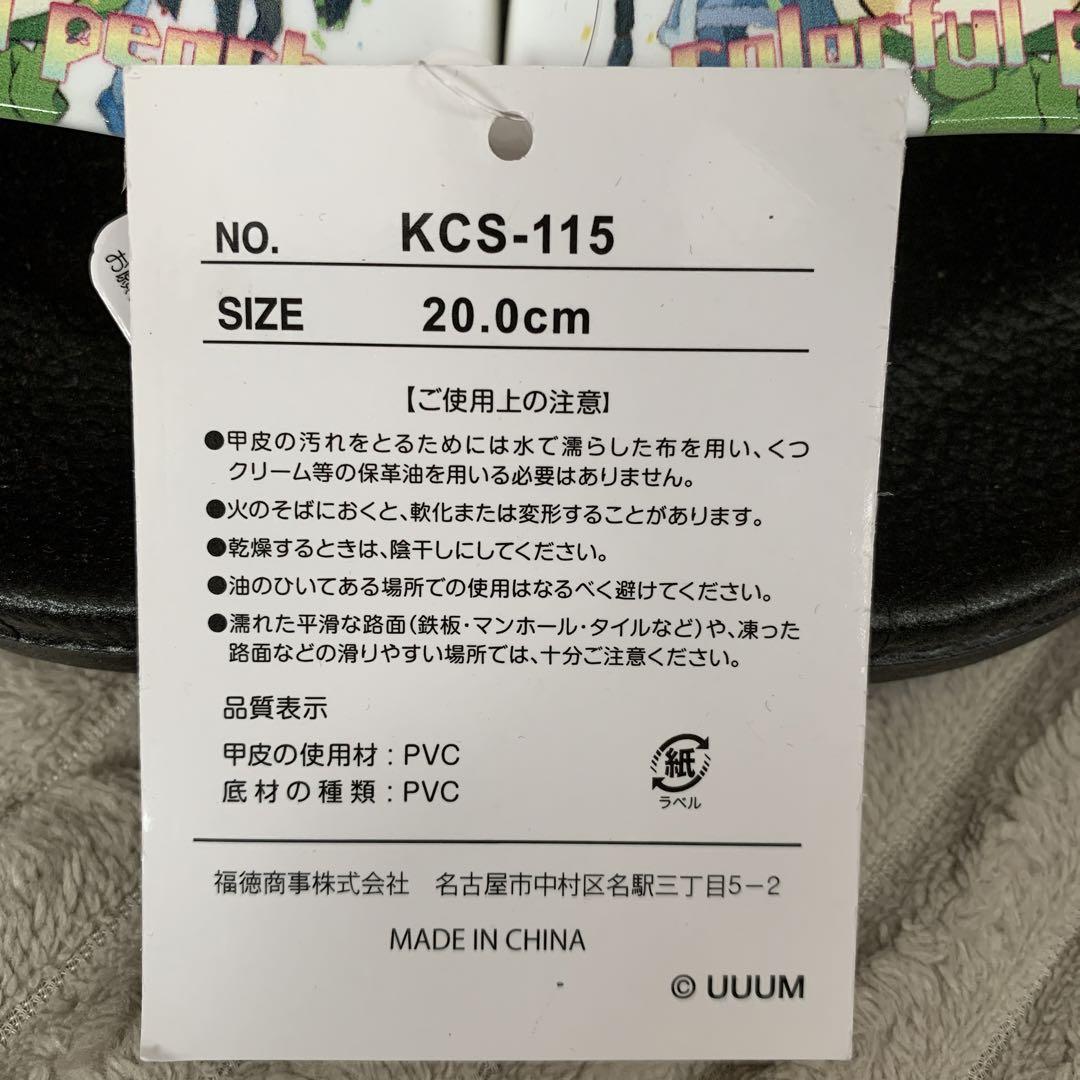 peach
colorful
お願
NO. KCS-115
SIZE 20.0cm
【ご使用上の注意】
●甲皮の汚れをとるためには水で濡らした布を用い、くつ
クリーム等の保革油を用いる必要はありません。
●火のそばにおくと、軟化または変形することがあります。
●乾燥するときは、陰干しにしてください。
●油のひいてある場所での使用はなるべく避けてください。
●濡れた平滑な路面(鉄板・マンホール・タイルなど)や、凍った
路面などの滑りやすい場所では、十分ご注意ください。
品質表示
甲皮の使用材 : PVC
底材の種類 : PVC
紙
ラベル
福徳商事株式会社 名古屋市中村区名駅三丁目5-2
MADE IN CHINA
© UUUM